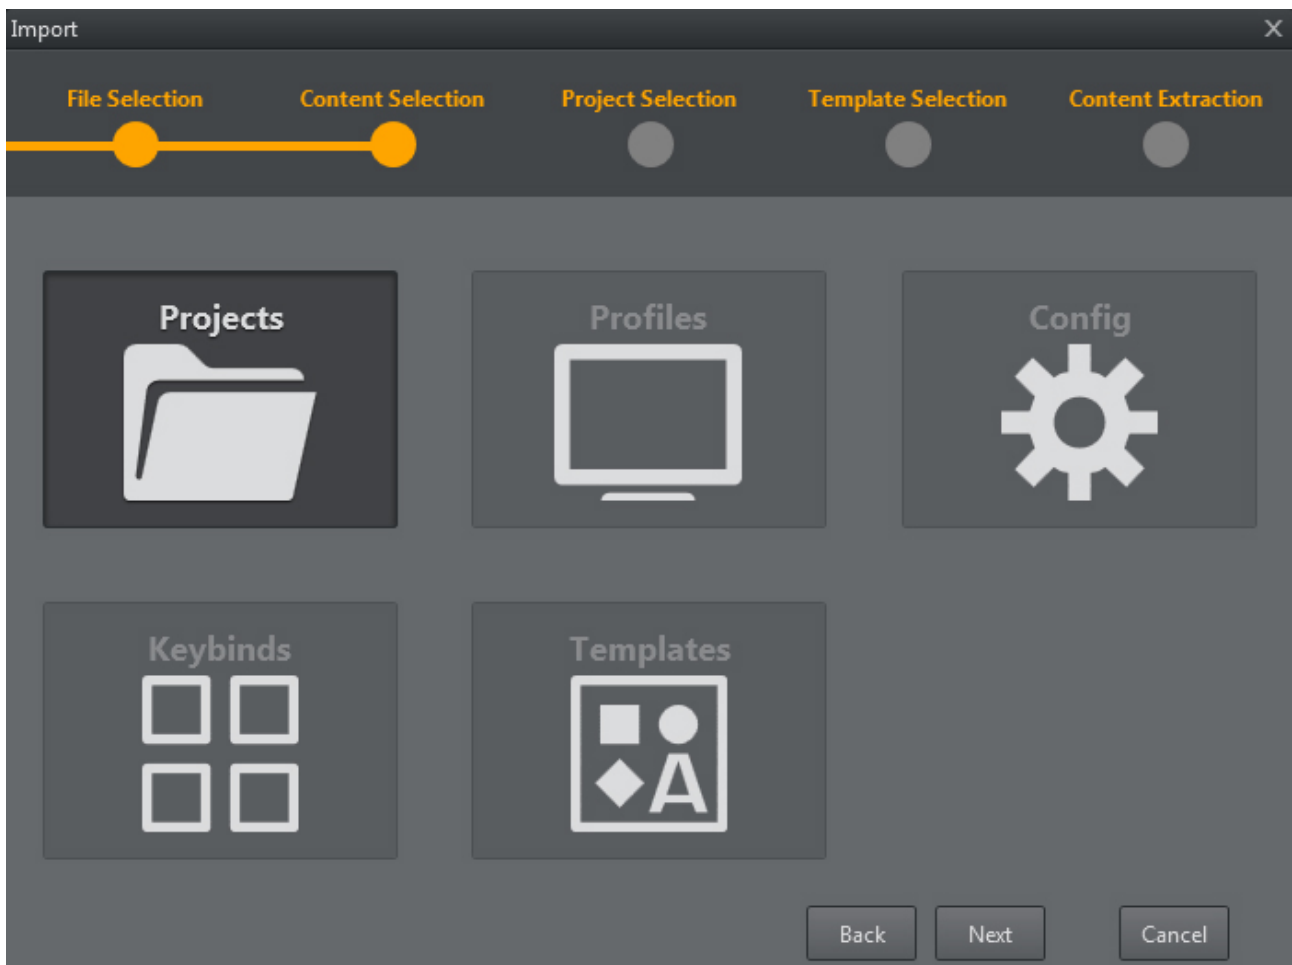 Import
File Selection Content Selection Project Selection Template Selection Content Extraction
Projects Profiles Config
Keybinds Templates
Back Next Cancel